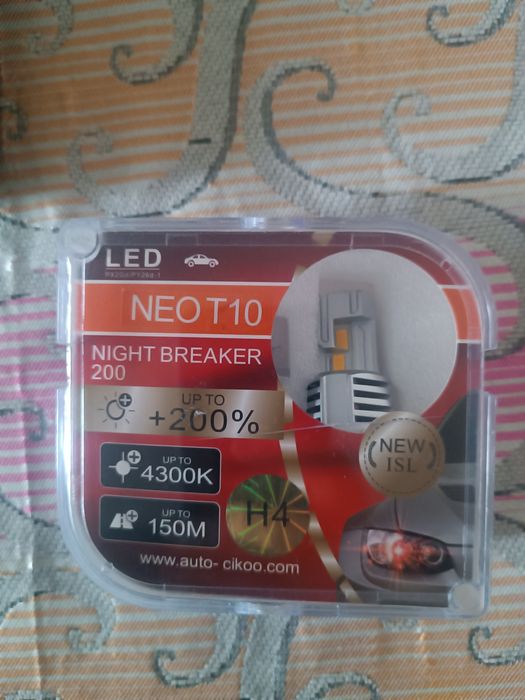 LED
NEO T10
NIGHT BREAKER
200
UP TO
+200%
UP TO
4300K
UP TO
150M
H4
NEW
ISL
www.auto- cikoo.com